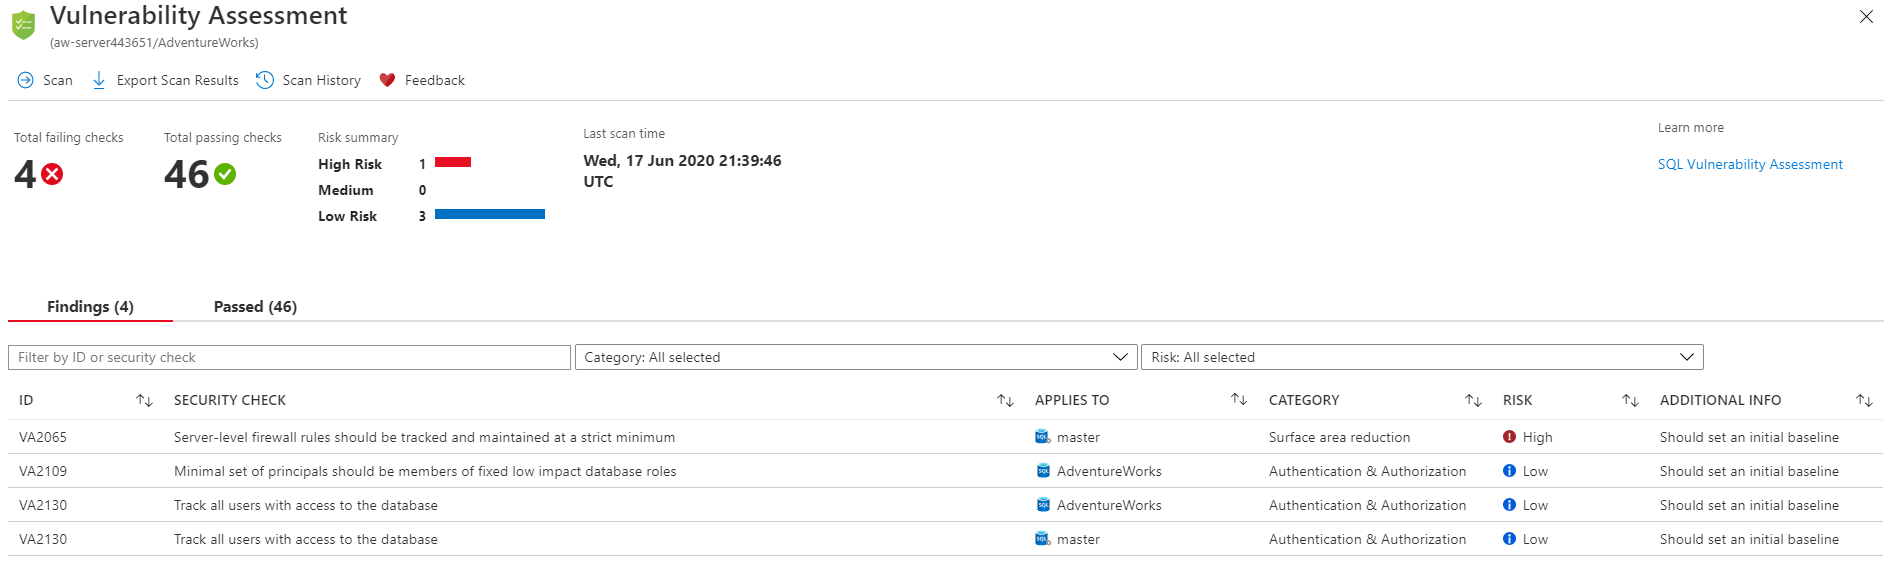 Vulnerability Assessment
(aw-server443651/AdventureWorks)
Scan Export Scan Results Scan History Feedback
Total failing checks
4
Total passing checks
46
Risk summary
High Risk 1
Medium 0
Low Risk 3
Last scan time
Wed, 17 Jun 2020 21:39:46
UTC
Learn more
SQL Vulnerability Assessment
Findings (4) Passed (46)
Filter by ID or security check Category: All selected Risk: All selected
ID SECURITY CHECK APPLIES TO CATEGORY RISK ADDITIONAL INFO
VA2065 Server-level firewall rules should be tracked and maintained at a strict minimum master Surface area reduction High Should set an initial baseline
VA2109 Minimal set of principals should be members of fixed low impact database roles AdventureWorks Authentication & Authorization Low Should set an initial baseline
VA2130 Track all users with access to the database AdventureWorks Authentication & Authorization Low Should set an initial baseline
VA2130 Track all users with access to the database master Authentication & Authorization Low Should set an initial baseline